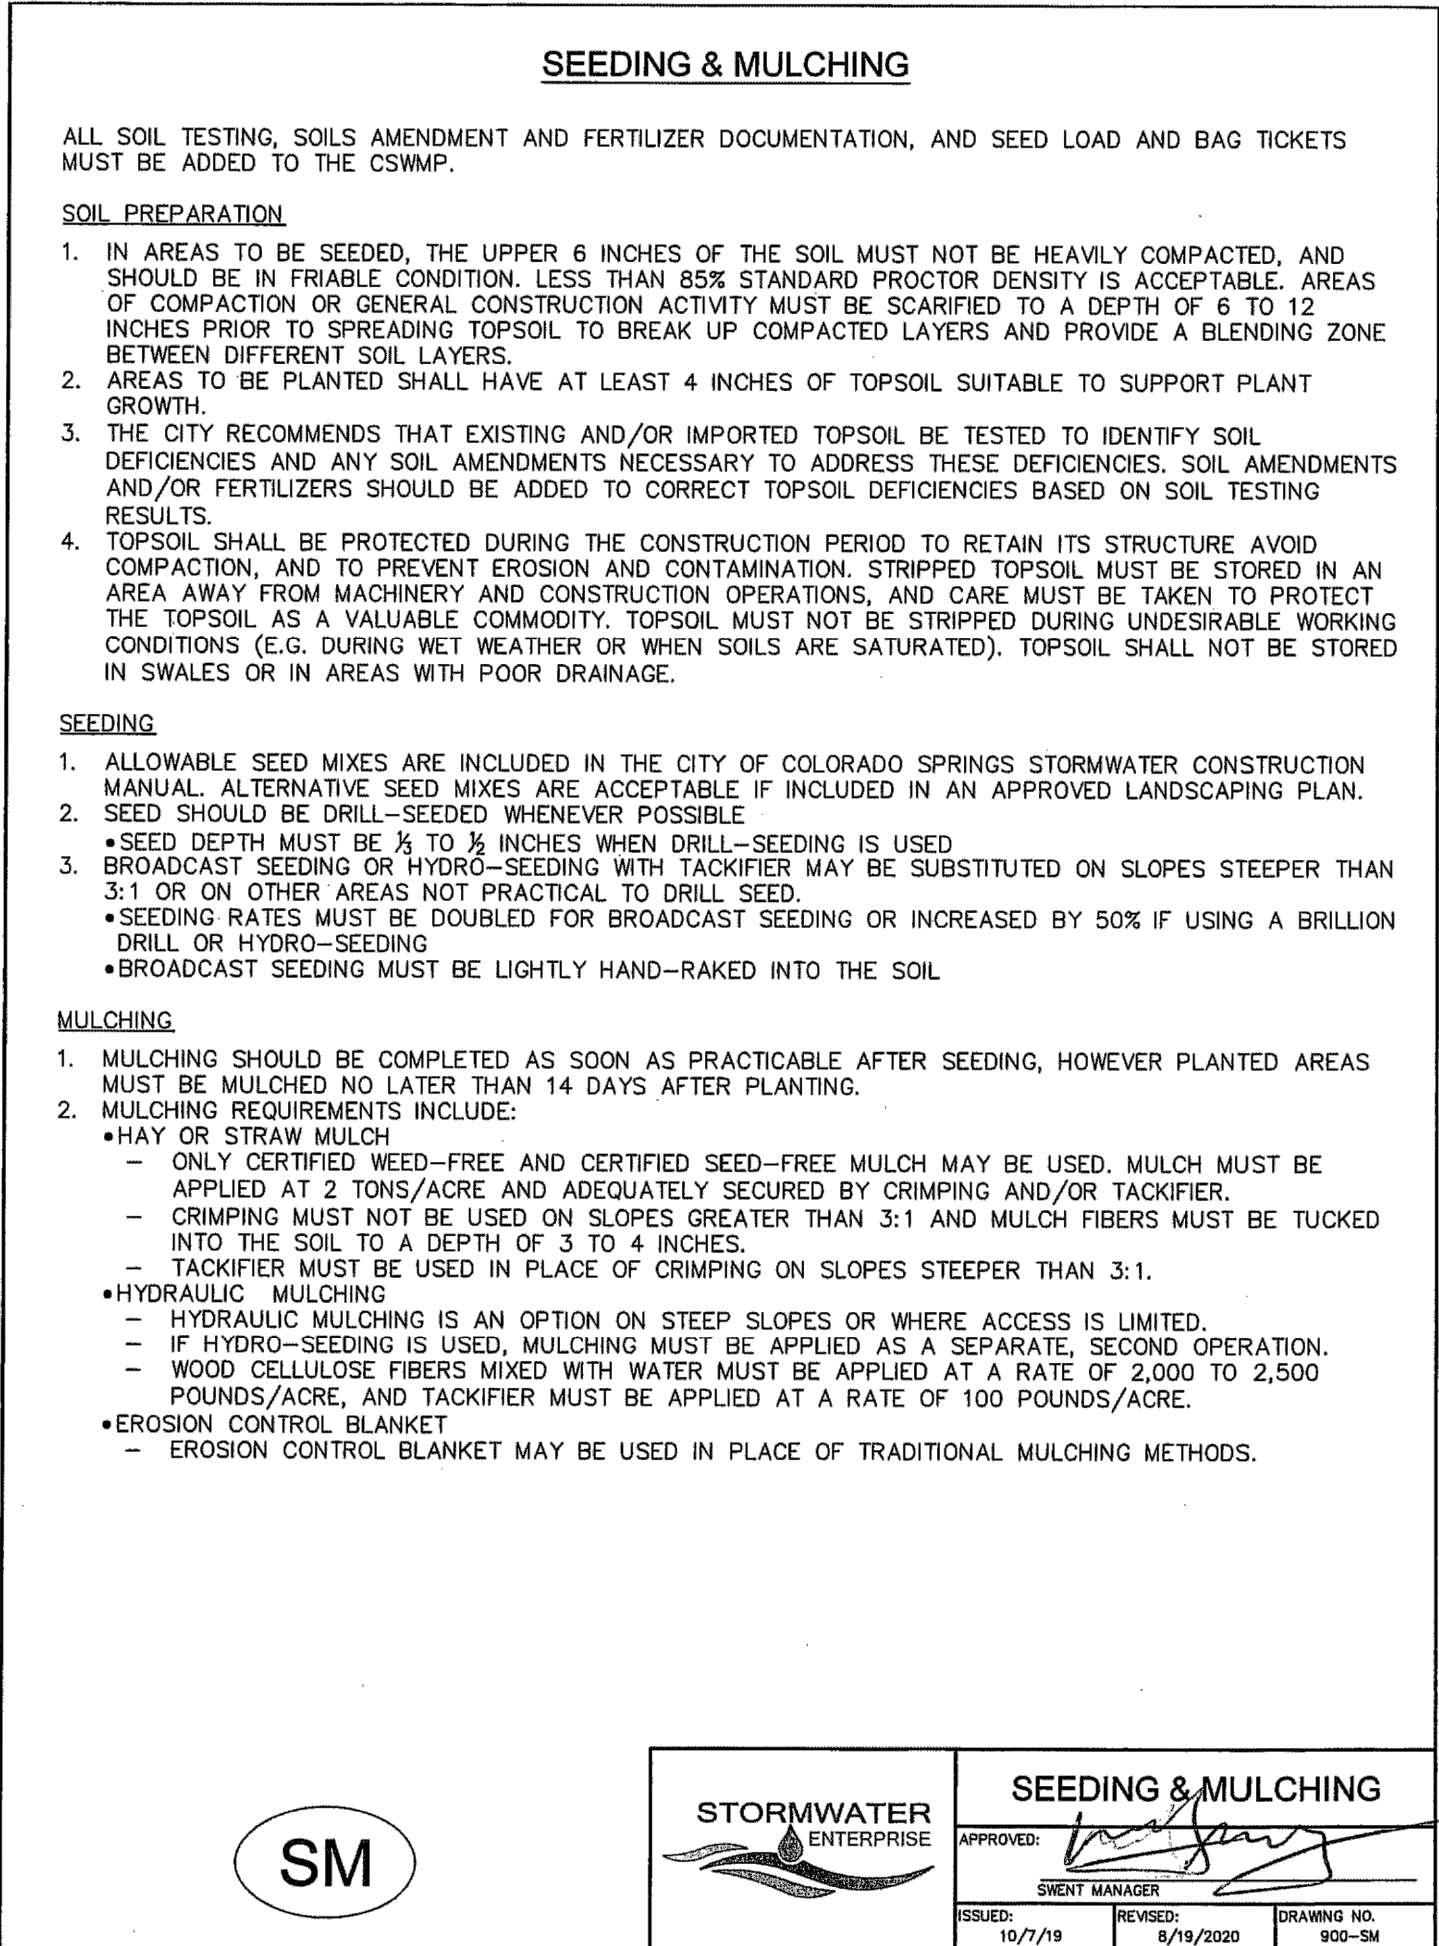 SEEDING & MULCHING
ALL SOIL TESTING, SOILS AMENDMENT AND FERTILIZER DOCUMENTATION, AND SEED LOAD AND BAG TICKETS
MUST BE ADDED TO THE CSWMP.
SOIL PREPARATION
1. IN AREAS TO BE SEEDED, THE UPPER 6 INCHES OF THE SOIL MUST NOT BE HEAVILY COMPACTED, AND
SHOULD BE IN FRIABLE CONDITION. LESS THAN 85% STANDARD PROCTOR DENSITY IS ACCEPTABLE. AREAS
OF COMPACTION OR GENERAL CONSTRUCTION ACTIVITY MUST BE SCARIFIED TO A DEPTH OF 6 TO 12
INCHES PRIOR TO SPREADING TOPSOIL TO BREAK UP COMPACTED LAYERS AND PROVIDE A BLENDING ZONE
BETWEEN DIFFERENT SOIL LAYERS.
2. AREAS TO BE PLANTED SHALL HAVE AT LEAST 4 INCHES OF TOPSOIL SUITABLE TO SUPPORT PLANT
GROWTH.
3. THE CITY RECOMMENDS THAT EXISTING AND/OR IMPORTED TOPSOIL BE TESTED TO IDENTIFY SOIL
DEFICIENCIES AND ANY SOIL AMENDMENTS NECESSARY TO ADDRESS THESE DEFICIENCIES. SOIL AMENDMENTS
AND/OR FERTILIZERS SHOULD BE ADDED TO CORRECT TOPSOIL DEFICIENCIES BASED ON SOIL TESTING
RESULTS.
4. TOPSOIL SHALL BE PROTECTED DURING THE CONSTRUCTION PERIOD TO RETAIN ITS STRUCTURE AVOID
COMPACTION, AND TO PREVENT EROSION AND CONTAMINATION. STRIPPED TOPSOIL MUST BE STORED IN AN
AREA AWAY FROM MACHINERY AND CONSTRUCTION OPERATIONS, AND CARE MUST BE TAKEN TO PROTECT
THE TOPSOIL AS A VALUABLE COMMODITY. TOPSOIL MUST NOT BE STRIPPED DURING UNDESIRABLE WORKING
CONDITIONS (E.G. DURING WET WEATHER OR WHEN SOILS ARE SATURATED). TOPSOIL SHALL NOT BE STORED
IN SWALES OR IN AREAS WITH POOR DRAINAGE.
SEEDING
1. ALLOWABLE SEED MIXES ARE INCLUDED IN THE CITY OF COLORADO SPRINGS STORMWATER CONSTRUCTION
MANUAL. ALTERNATIVE SEED MIXES ARE ACCEPTABLE IF INCLUDED IN AN APPROVED LANDSCAPING PLAN.
2. SEED SHOULD BE DRILL-SEEDED WHENEVER POSSIBLE
•SEED DEPTH MUST BE ⅓ TO ½ INCHES WHEN DRILL-SEEDING IS USED
3. BROADCAST SEEDING OR HYDRO-SEEDING WITH TACKIFIER MAY BE SUBSTITUTED ON SLOPES STEEPER THAN
3:1 OR ON OTHER AREAS NOT PRACTICAL TO DRILL SEED.
•SEEDING RATES MUST BE DOUBLED FOR BROADCAST SEEDING OR INCREASED BY 50% IF USING A BRILLION
DRILL OR HYDRO-SEEDING
•BROADCAST SEEDING MUST BE LIGHTLY HAND-RAKED INTO THE SOIL
MULCHING
1. MULCHING SHOULD BE COMPLETED AS SOON AS PRACTICABLE AFTER SEEDING, HOWEVER PLANTED AREAS
MUST BE MULCHED NO LATER THAN 14 DAYS AFTER PLANTING.
2. MULCHING REQUIREMENTS INCLUDE:
•HAY OR STRAW MULCH
– ONLY CERTIFIED WEED-FREE AND CERTIFIED SEED-FREE MULCH MAY BE USED. MULCH MUST BE
APPLIED AT 2 TONS/ACRE AND ADEQUATELY SECURED BY CRIMPING AND/OR TACKIFIER.
– CRIMPING MUST NOT BE USED ON SLOPES GREATER THAN 3:1 AND MULCH FIBERS MUST BE TUCKED
INTO THE SOIL TO A DEPTH OF 3 TO 4 INCHES.
– TACKIFIER MUST BE USED IN PLACE OF CRIMPING ON SLOPES STEEPER THAN 3:1.
•HYDRAULIC MULCHING
– HYDRAULIC MULCHING IS AN OPTION ON STEEP SLOPES OR WHERE ACCESS IS LIMITED.
– IF HYDRO-SEEDING IS USED, MULCHING MUST BE APPLIED AS A SEPARATE, SECOND OPERATION.
– WOOD CELLULOSE FIBERS MIXED WITH WATER MUST BE APPLIED AT A RATE OF 2,000 TO 2,500
POUNDS/ACRE, AND TACKIFIER MUST BE APPLIED AT A RATE OF 100 POUNDS/ACRE.
•EROSION CONTROL BLANKET
– EROSION CONTROL BLANKET MAY BE USED IN PLACE OF TRADITIONAL MULCHING METHODS.
SM
STORMWATER
ENTERPRISE
SEEDING & MULCHING
APPROVED:
SWENT MANAGER
ISSUED:
10/7/19
REVISED:
8/19/2020
DRAWING NO.
900-SM